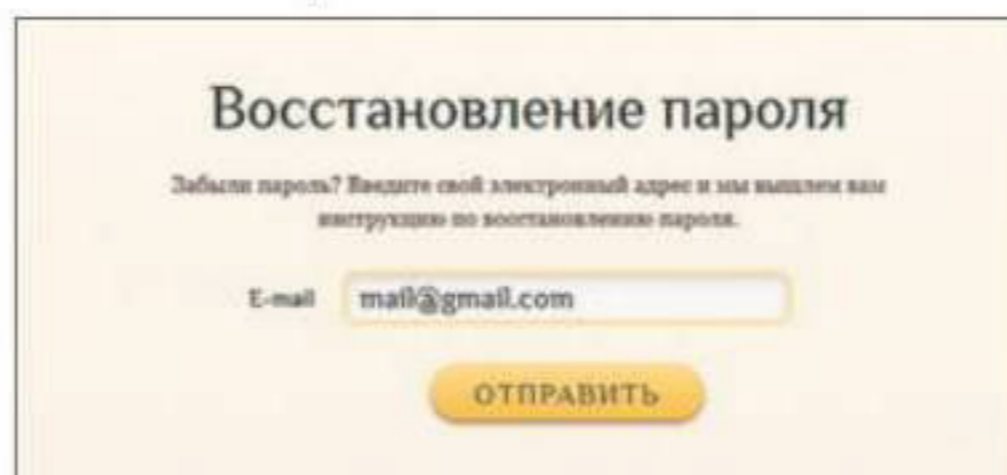 Восстановление пароля
Забыли пароль? Введите свой электронный адрес и мы вышлем вам
инструкцию по восстановлению пароля.
E-mail mail@gmail.com
ОТПРАВИТЬ